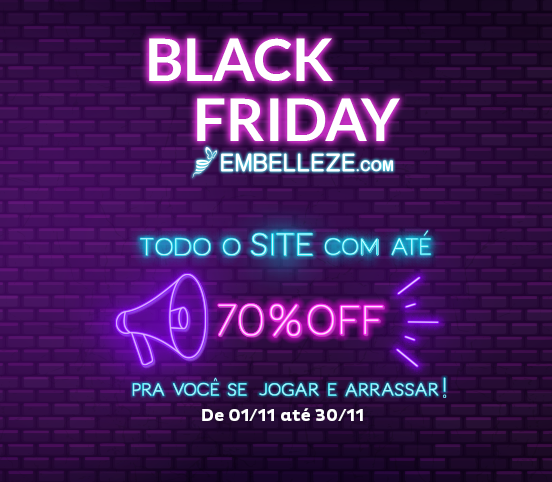 BLACK
FRIDAY
EMBELLEZE.COM
TODO O SITE COM ATÉ
70%OFF
PRA VOCÊ SE JOGAR E ARRASSAR!
De 01/11 até 30/11